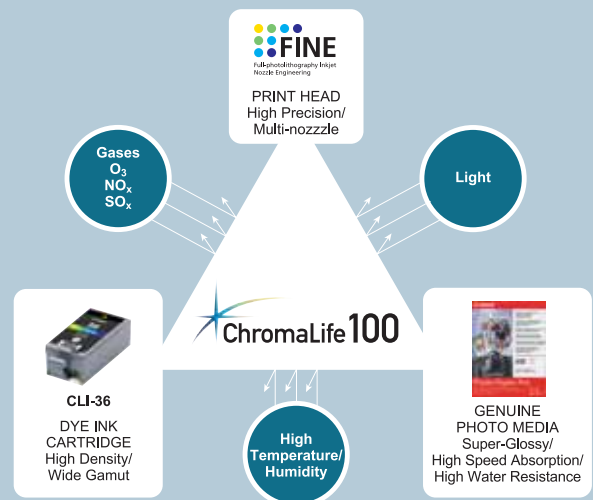 FINE
Full-photolithography Inkjet
Nozzle Engineering
PRINT HEAD
High Precision/
Multi-nozzzle
Gases
O₃
NOₓ
SOₓ
Light
ChromaLife 100
CLI-36
DYE INK
CARTRIDGE
High Density/
Wide Gamut
High
Temperature/
Humidity
GENUINE
PHOTO MEDIA
Super-Glossy/
High Speed Absorption/
High Water Resistance